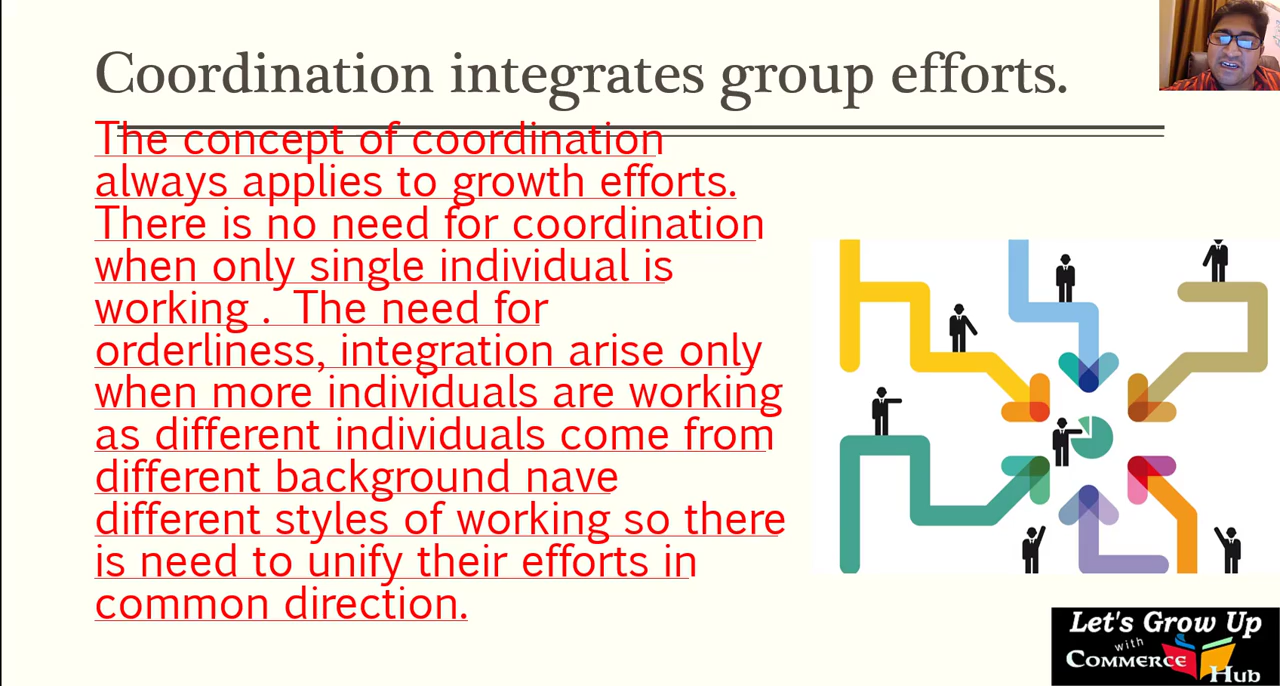 Coordination integrates group efforts.
The concept of coordination
always applies to growth efforts.
There is no need for coordination
when only single individual is
working .  The need for
orderliness, integration arise only
when more individuals are working
as different individuals come from
different background nave
different styles of working so there
is need to unify their efforts in
common direction.
Let's Grow Up
with
Commerce
Hub